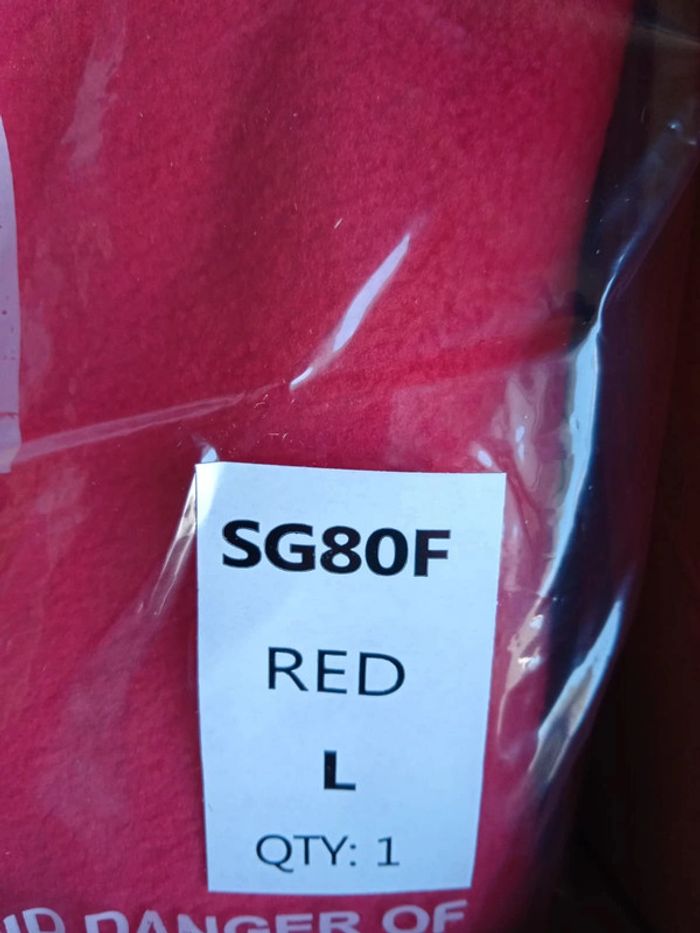 SG80F
RED
L
QTY: 1
DANGER OF